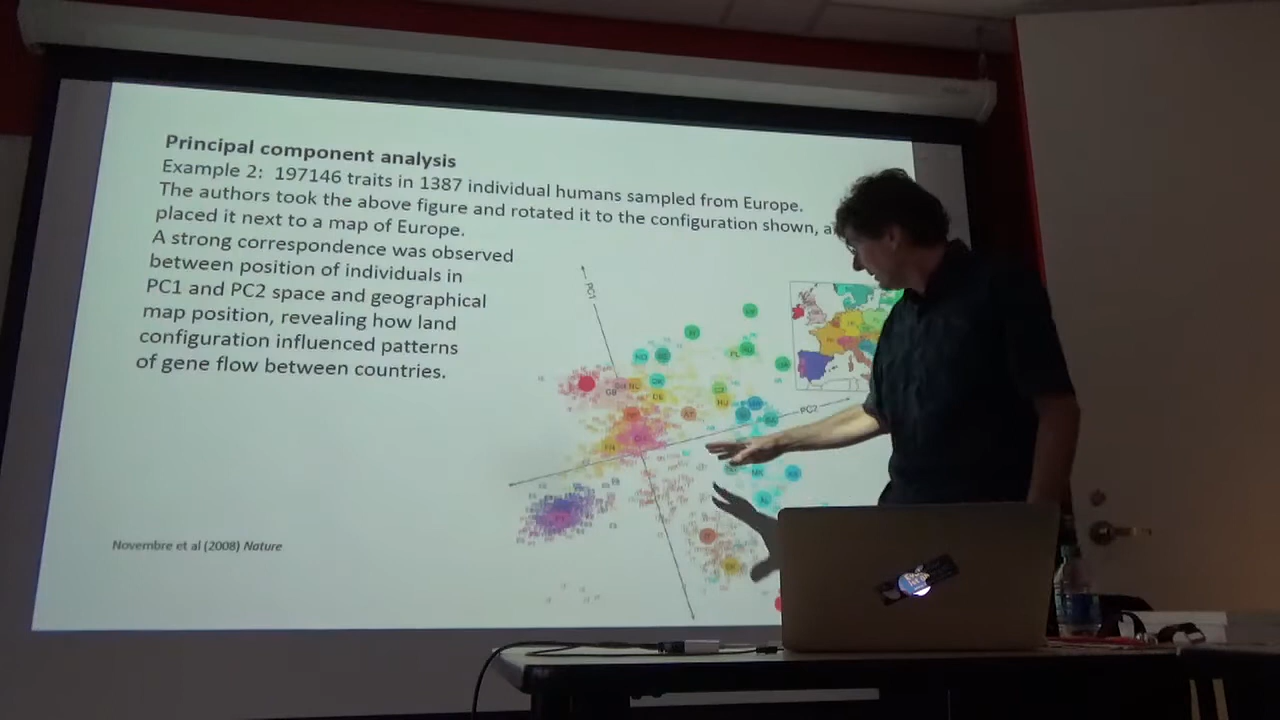 Principal component analysis
Example 2: 197146 traits in 1387 individual humans sampled from Europe.
The authors took the above figure and rotated it to the configuration shown, a
placed it next to a map of Europe.
A strong correspondence was observed
between position of individuals in
PC1 and PC2 space and geographical
map position, revealing how land
configuration influenced patterns
of gene flow between countries.
PC1
PC2
Novembre et al (2008) Nature